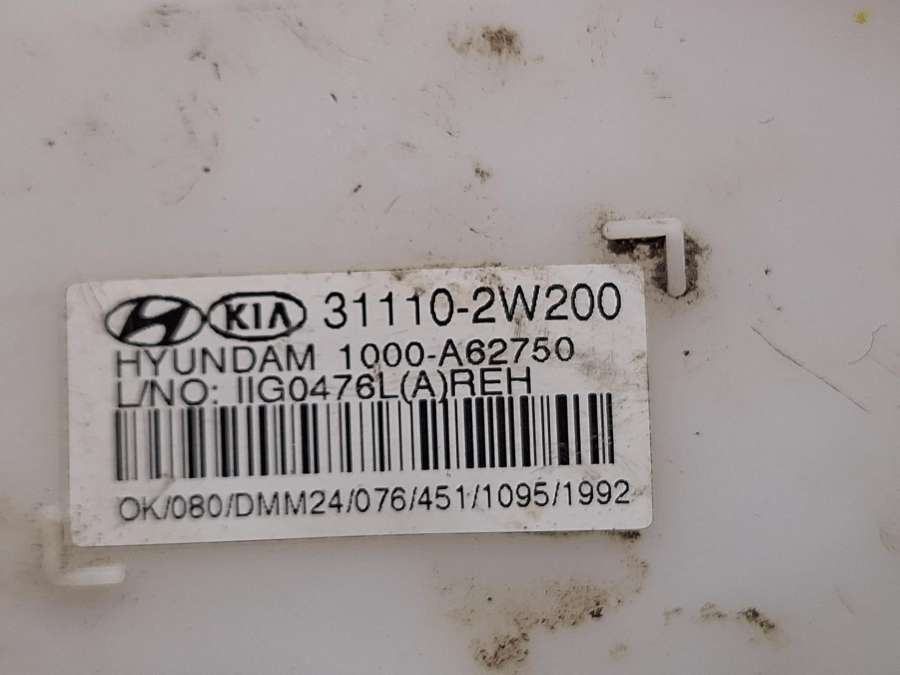 KIA 31110-2W200
HYUNDAM 1000-A62750
L/NO: IIG0476L(A)REH
OK/080/DMM24/076/451/1095/1992